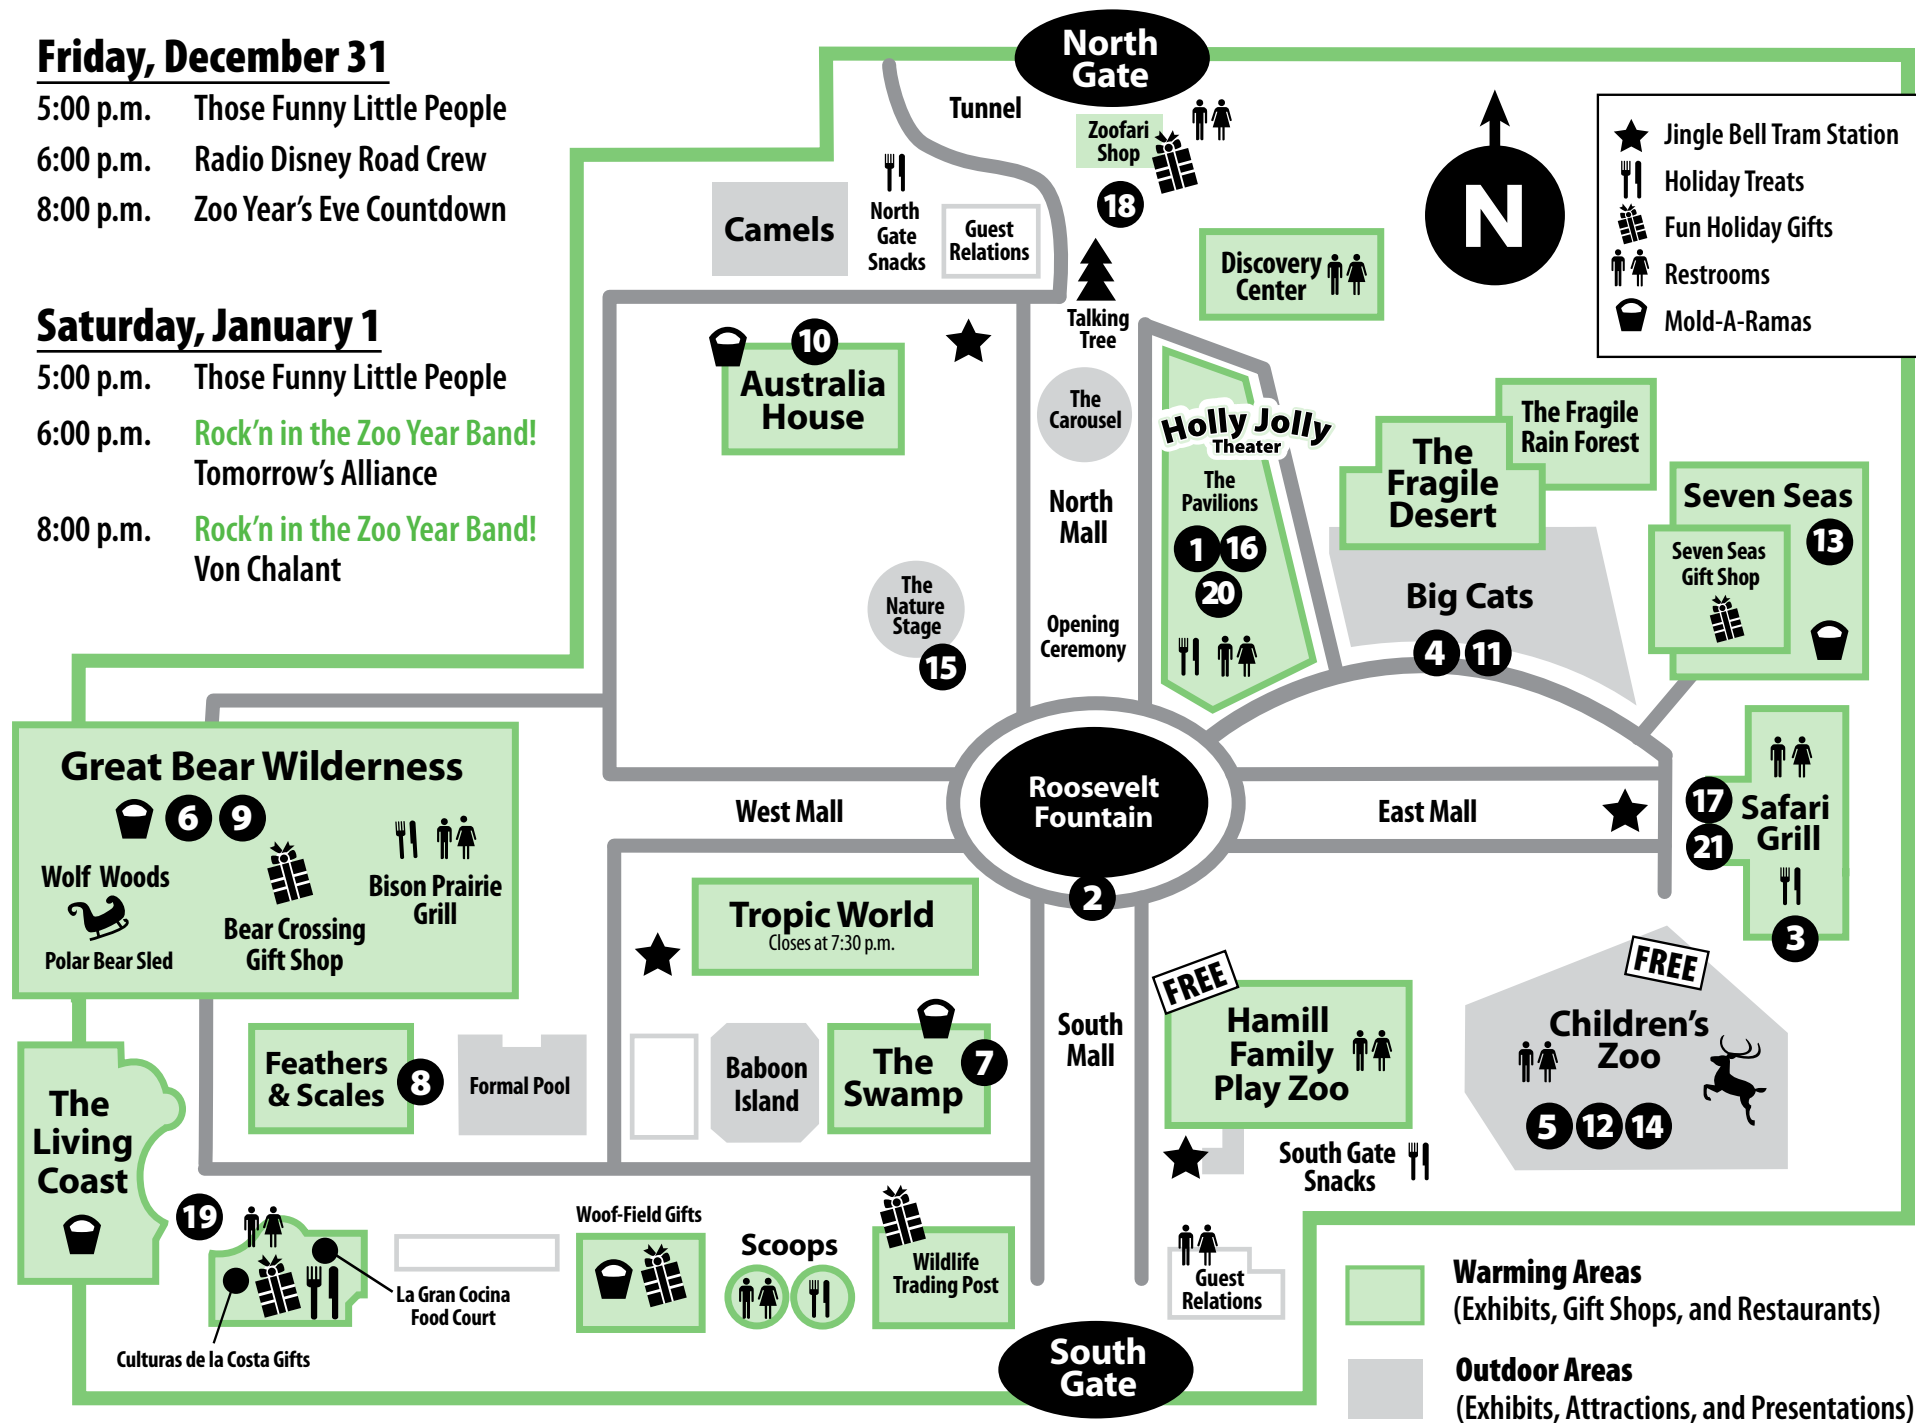 Friday, December 31
5:00 p.m. Those Funny Little People
6:00 p.m. Radio Disney Road Crew
8:00 p.m. Zoo Year's Eve Countdown
Saturday, January 1
5:00 p.m. Those Funny Little People
6:00 p.m. Rock'n in the Zoo Year Band!
Tomorrow's Alliance
8:00 p.m. Rock'n in the Zoo Year Band!
Von Chalant
North
Gate
Tunnel
Zoofari
Shop
18
Camels
North
Gate
Snacks
Guest
Relations
Talking
Tree
Discovery
Center
N
Jingle Bell Tram Station
Holiday Treats
Fun Holiday Gifts
Restrooms
Mold-A-Ramas
10
Australia
House
The
Carousel
North
Mall
Holly Jolly
Theater
The
Pavilions
1
16
20
The
Fragile
Desert
The Fragile
Rain Forest
Big Cats
4
11
Seven Seas
13
Seven Seas
Gift Shop
The
Nature
Stage
15
Opening
Ceremony
Great Bear Wilderness
6
9
Wolf Woods
Polar Bear Sled
Bear Crossing
Gift Shop
Bison Prairie
Grill
West Mall
Roosevelt
Fountain
2
East Mall
17
21
Safari
Grill
3
Tropic World
Closes at 7:30 p.m.
Feathers
& Scales
8
Formal Pool
Baboon
Island
The
Swamp
7
South
Mall
FREE
Hamill
Family
Play Zoo
FREE
Children's
Zoo
5
12
14
South Gate
Snacks
The
Living
Coast
19
La Gran Cocina
Food Court
Culturas de la Costa Gifts
Woof-Field Gifts
Scoops
Wildlife
Trading Post
Guest
Relations
South
Gate
Warming Areas
(Exhibits, Gift Shops, and Restaurants)
Outdoor Areas
(Exhibits, Attractions, and Presentations)